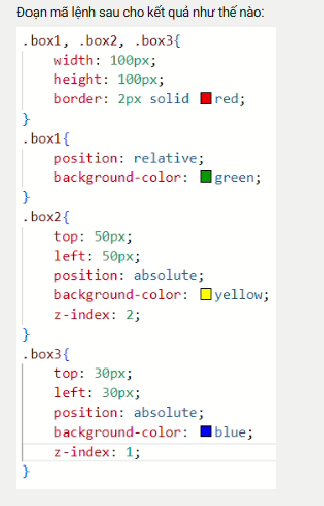 Đoạn mã lệnh sau cho kết quả như thế nào:
.box1, .box2, .box3{
width: 100px;
height: 100px;
border: 2px solid red;
}
.box1{
position: relative;
background-color: green;
}
.box2{
top: 50px;
left: 50px;
position: absolute;
background-color: yellow;
z-index: 2;
}
.box3{
top: 30px;
left: 30px;
position: absolute;
background-color: blue;
z-index: 1;
}